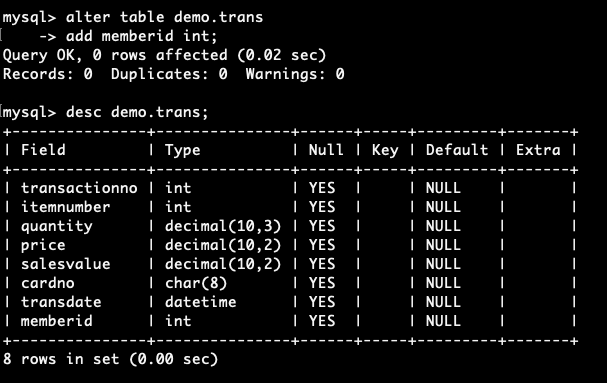 mysql> alter table demo.trans
    -> add memberid int;
Query OK, 0 rows affected (0.02 sec)
Records: 0  Duplicates: 0  Warnings: 0

mysql> desc demo.trans;
+---------------+---------------+------+-----+---------+-------+
| Field         | Type          | Null | Key | Default | Extra |
+---------------+---------------+------+-----+---------+-------+
| transactionno | int           | YES  |     | NULL    |       |
| itemnumber    | int           | YES  |     | NULL    |       |
| quantity      | decimal(10,3) | YES  |     | NULL    |       |
| price         | decimal(10,2) | YES  |     | NULL    |       |
| salesvalue    | decimal(10,2) | YES  |     | NULL    |       |
| cardno        | char(8)       | YES  |     | NULL    |       |
| transdate     | datetime      | YES  |     | NULL    |       |
| memberid      | int           | YES  |     | NULL    |       |
+---------------+---------------+------+-----+---------+-------+
8 rows in set (0.00 sec)